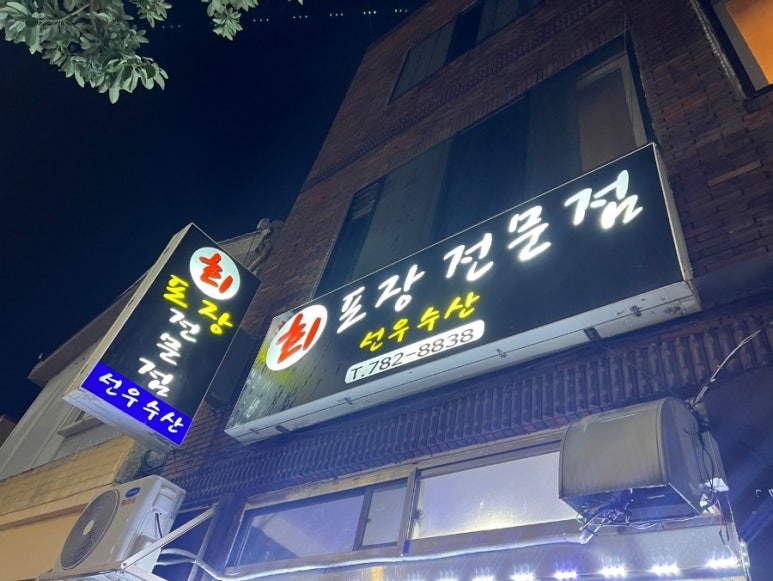 회
포장
전문점
선우수산
회 포장 전문점
선우수산
T.782-8838